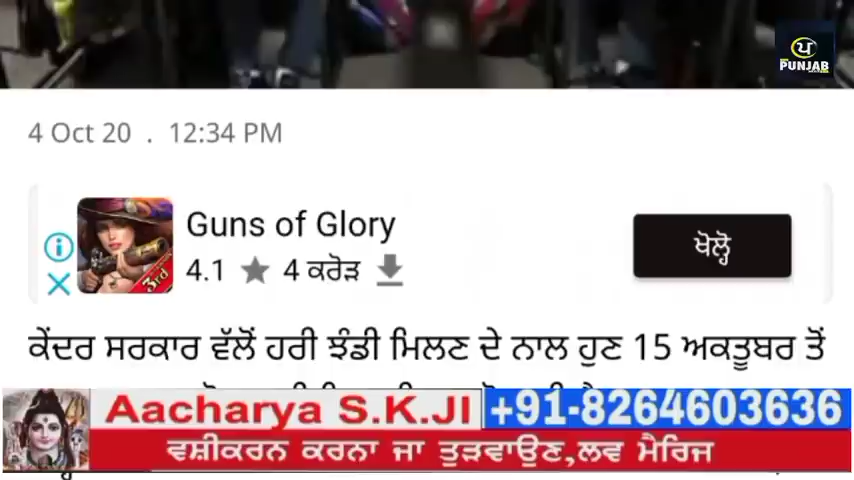 ਪ
PUNJAB
4 Oct 20 . 12:34 PM
Guns of Glory
4.1 ★ 4 ਕਰੋੜ
3rd
ਖੋਲ੍ਹੋ
ਕੇਂਦਰ ਸਰਕਾਰ ਵੱਲੋਂ ਹਰੀ ਝੰਡੀ ਮਿਲਣ ਦੇ ਨਾਲ ਹੁਣ 15 ਅਕਤੂਬਰ ਤੋਂ
Aacharya S.K.JI +91-8264603636
ਵਸ਼ੀਕਰਨ ਕਰਨਾ ਜਾ ਤੁੜਵਾਉਣ,ਲਵ ਮੈਰਿਜ